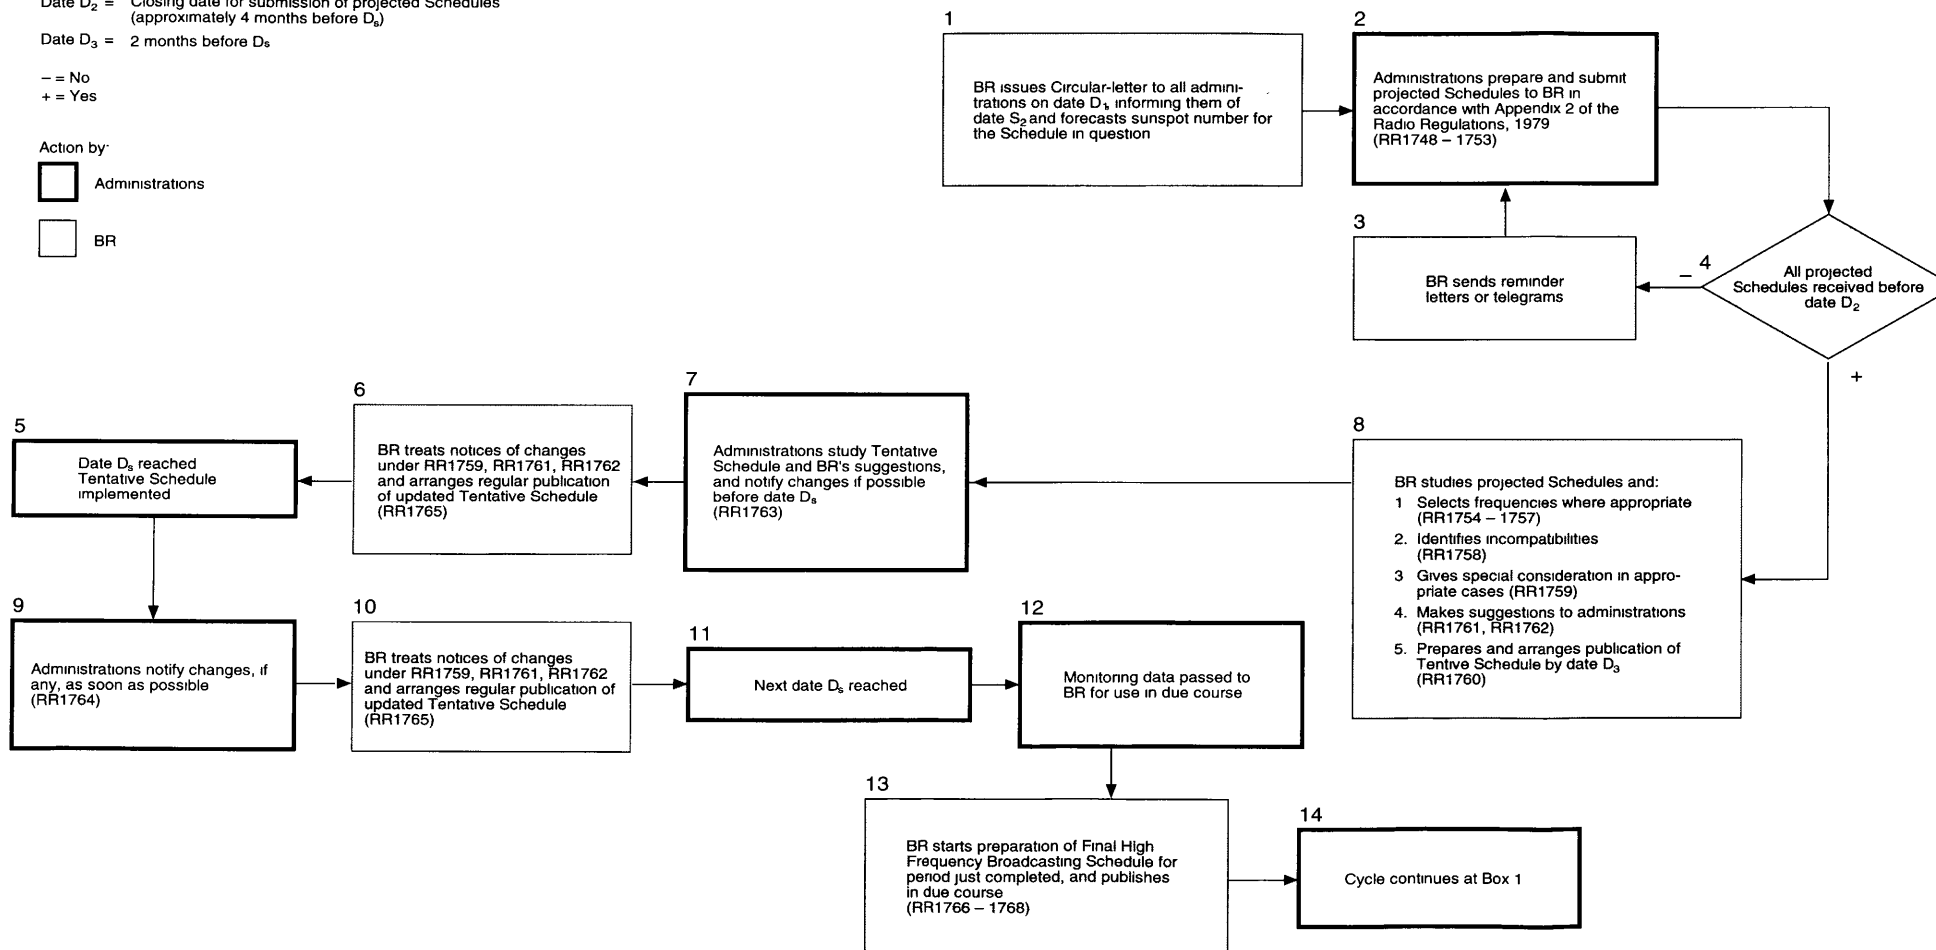 Date D2 = Closing date for submission of projected Schedules
(approximately 4 months before Ds)
Date D3 = 2 months before Ds
– = No
+ = Yes
Action by
Administrations
BR
1
BR issues Circular-letter to all admini-
trations on date D1, informing them of
date S2 and forecasts sunspot number for
the Schedule in question
2
Administrations prepare and submit
projected Schedules to BR in
accordance with Appendix 2 of the
Radio Regulations, 1979
(RR1748 – 1753)
3
BR sends reminder
letters or telegrams
– 4
All projected
Schedules received before
date D2
+
5
Date Ds reached
Tentative Schedule
implemented
6
BR treats notices of changes
under RR1759, RR1761, RR1762
and arranges regular publication
of updated Tentative Schedule
(RR1765)
7
Administrations study Tentative
Schedule and BR's suggestions,
and notify changes if possible
before date Ds
(RR1763)
8
BR studies projected Schedules and:
1 Selects frequencies where appropriate
(RR1754 – 1757)
2. Identifies incompatibilities
(RR1758)
3 Gives special consideration in appro-
priate cases (RR1759)
4. Makes suggestions to administrations
(RR1761, RR1762)
5. Prepares and arranges publication of
Tentive Schedule by date D3
(RR1760)
9
Administrations notify changes, if
any, as soon as possible
(RR1764)
10
BR treats notices of changes
under RR1759, RR1761, RR1762
and arranges regular publication of
updated Tentative Schedule
(RR1765)
11
Next date Ds reached
12
Monitoring data passed to
BR for use in due course
13
BR starts preparation of Final High
Frequency Broadcasting Schedule for
period just completed, and publishes
in due course
(RR1766 – 1768)
14
Cycle continues at Box 1